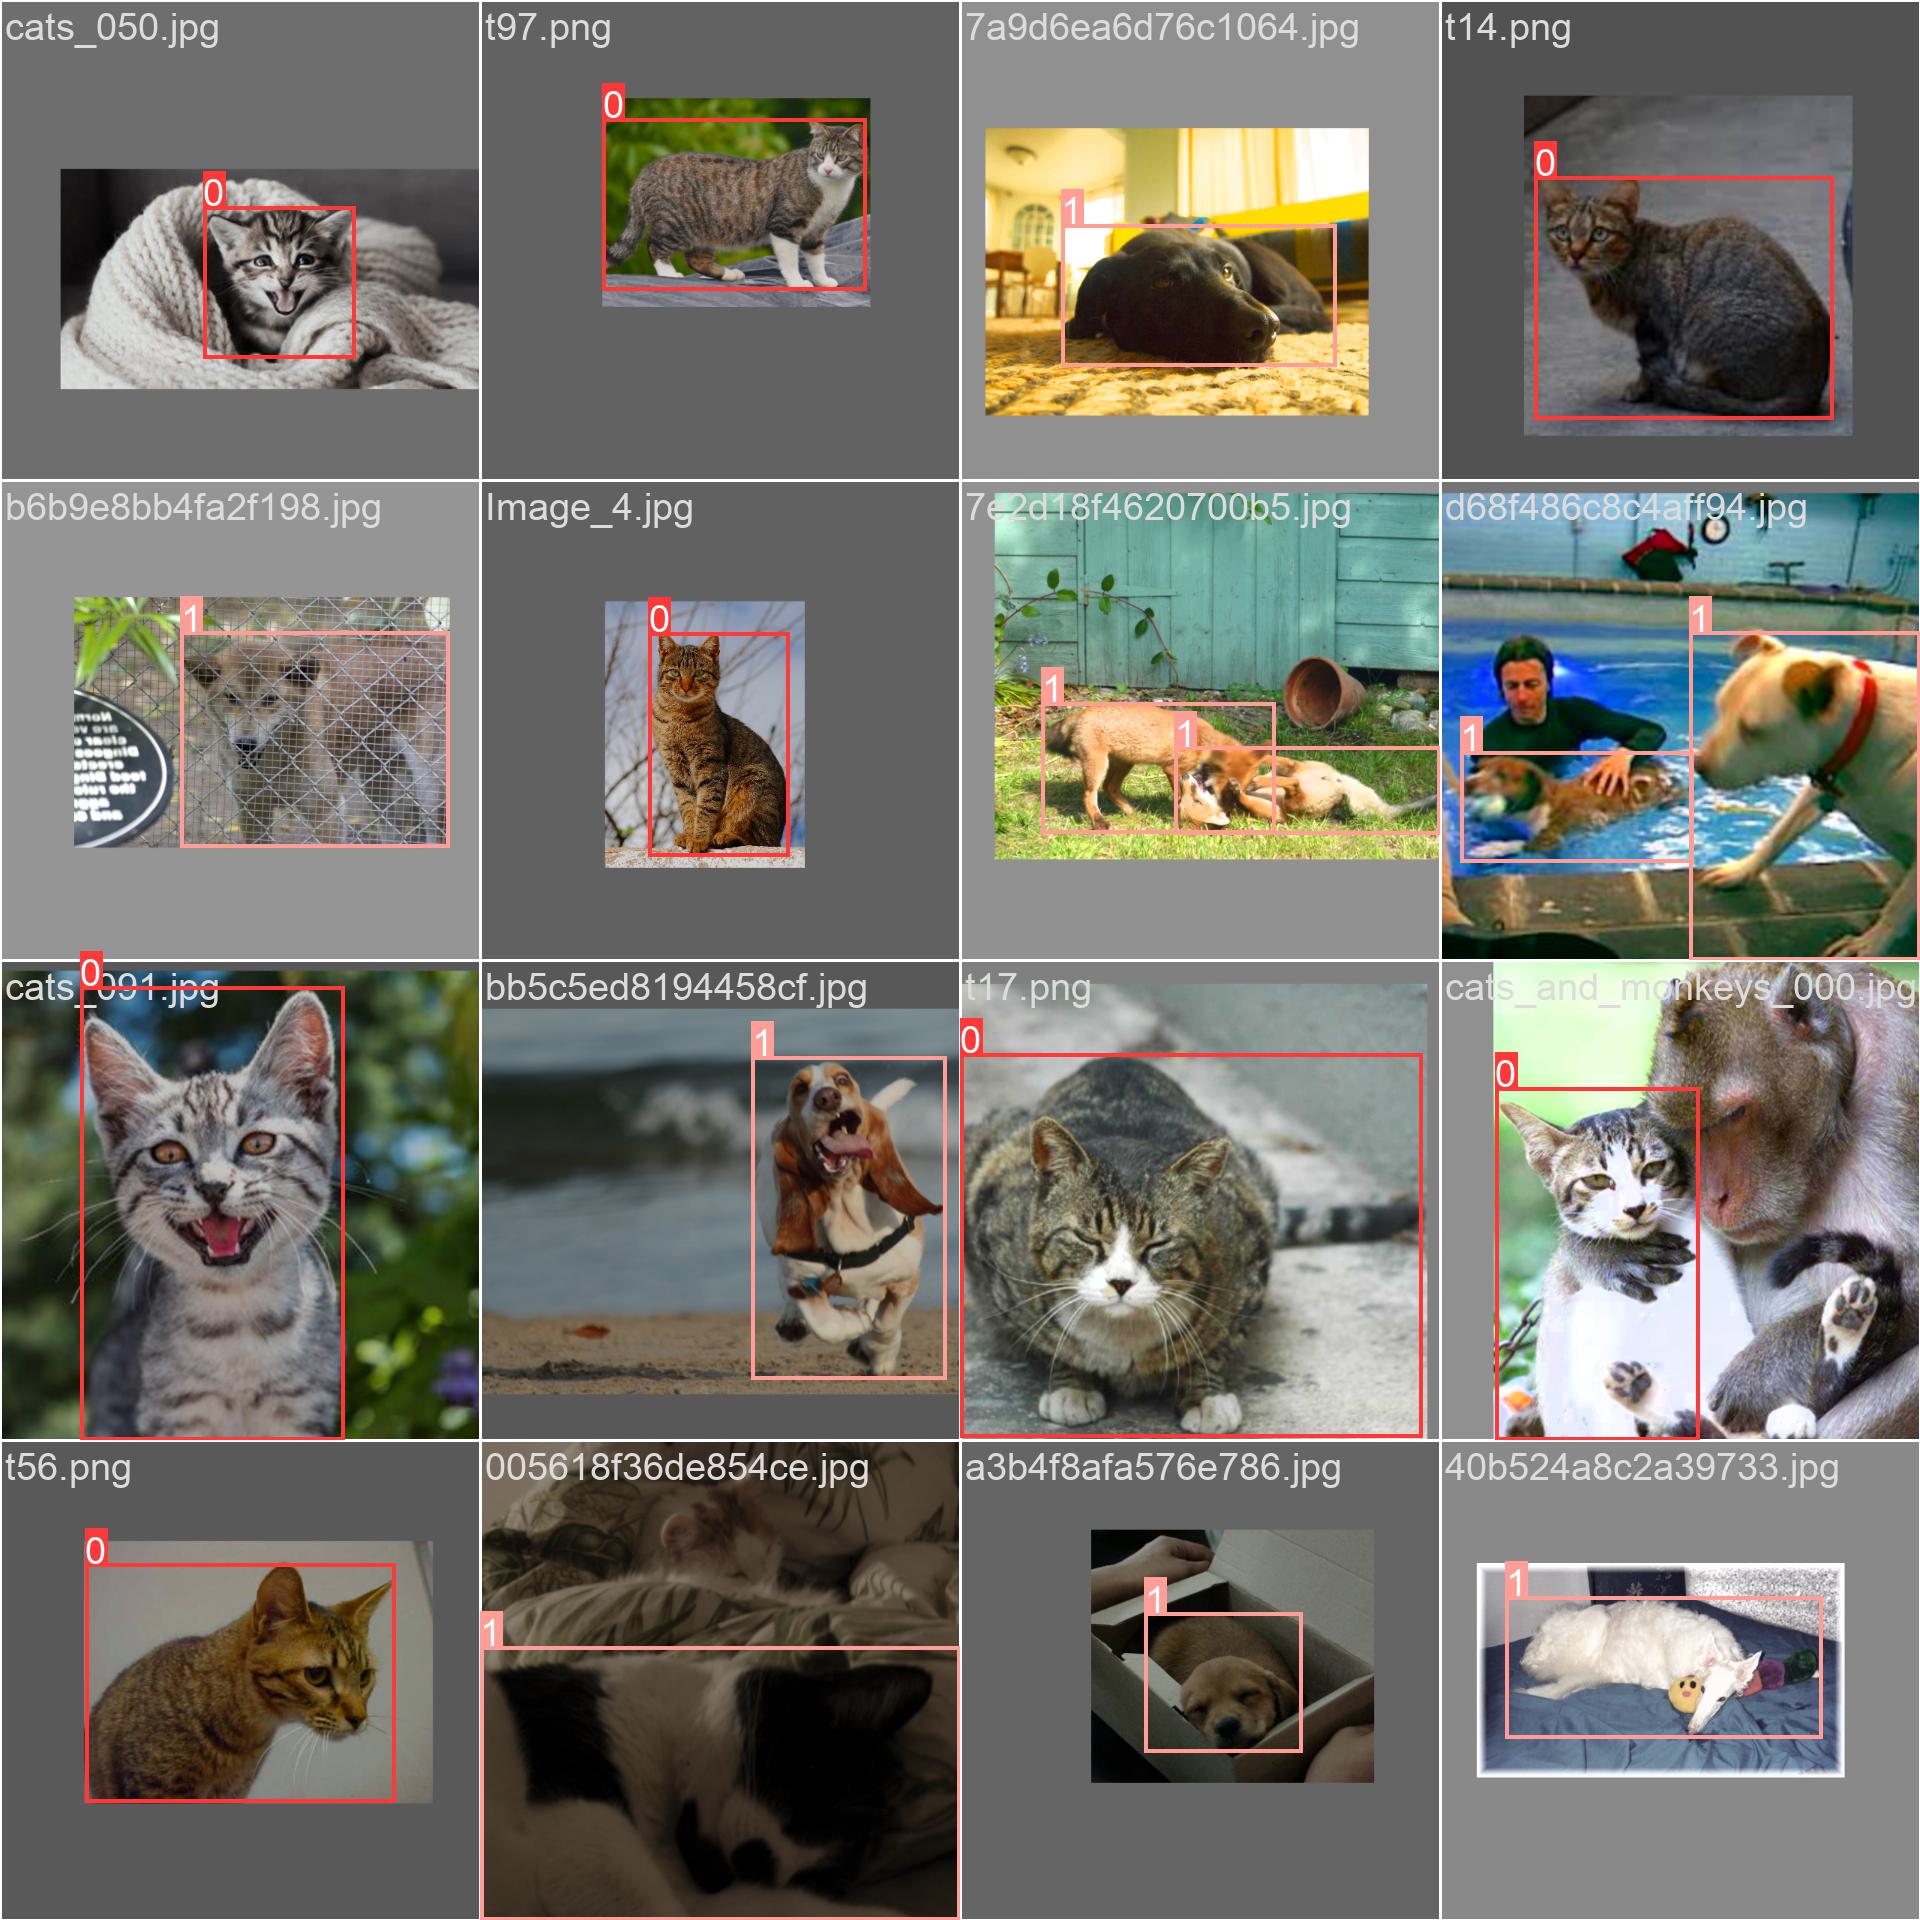 cats_050.jpg
t97.png
7a9d6ea6d76c1064.jpg
t14.png
0
0
1
0
b6b9e8bb4fa2f198.jpg
Image_4.jpg
7e2d18f4620700b5.jpg
d68f486c8c4aff94.jpg
1
0
1
1
1
1
cats_091.jpg
bb5c5ed8194458cf.jpg
t17.png
cats_and_monkeys_000.jpg
0
1
0
0
t56.png
005618f36de854ce.jpg
a3b4f8afa576e786.jpg
40b524a8c2a39733.jpg
0
1
1
1